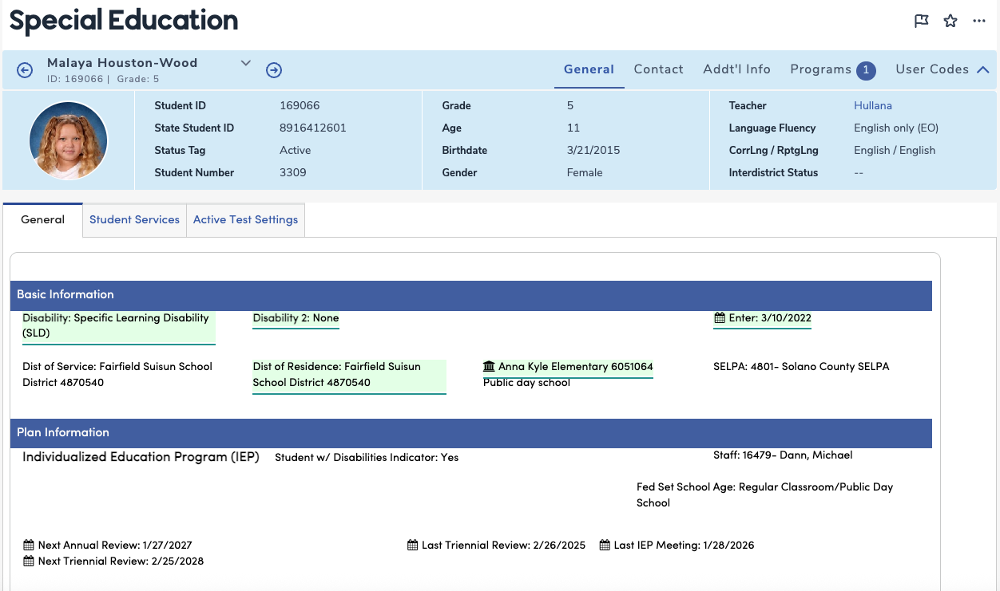 Special Education
Malaya Houston-Wood
ID: 169066 | Grade: 5
General Contact Addt'l Info Programs 1 User Codes
Student ID 169066
State Student ID 8916412601
Status Tag Active
Student Number 3309
Grade 5
Age 11
Birthdate 3/21/2015
Gender Female
Teacher Hullana
Language Fluency English only (EO)
CorrLng / RptgLng English / English
Interdistrict Status --
General Student Services Active Test Settings
Basic Information
Disability: Specific Learning Disability
(SLD)
Disability 2: None
Enter: 3/10/2022
Dist of Service: Fairfield Suisun School
District 4870540
Dist of Residence: Fairfield Suisun
School District 4870540
Anna Kyle Elementary 6051064
Public day school
SELPA: 4801- Solano County SELPA
Plan Information
Individualized Education Program (IEP)
Student w/ Disabilities Indicator: Yes
Staff: 16479- Dann, Michael
Fed Set School Age: Regular Classroom/Public Day
School
Next Annual Review: 1/27/2027
Last Triennial Review: 2/26/2025
Last IEP Meeting: 1/28/2026
Next Triennial Review: 2/25/2028